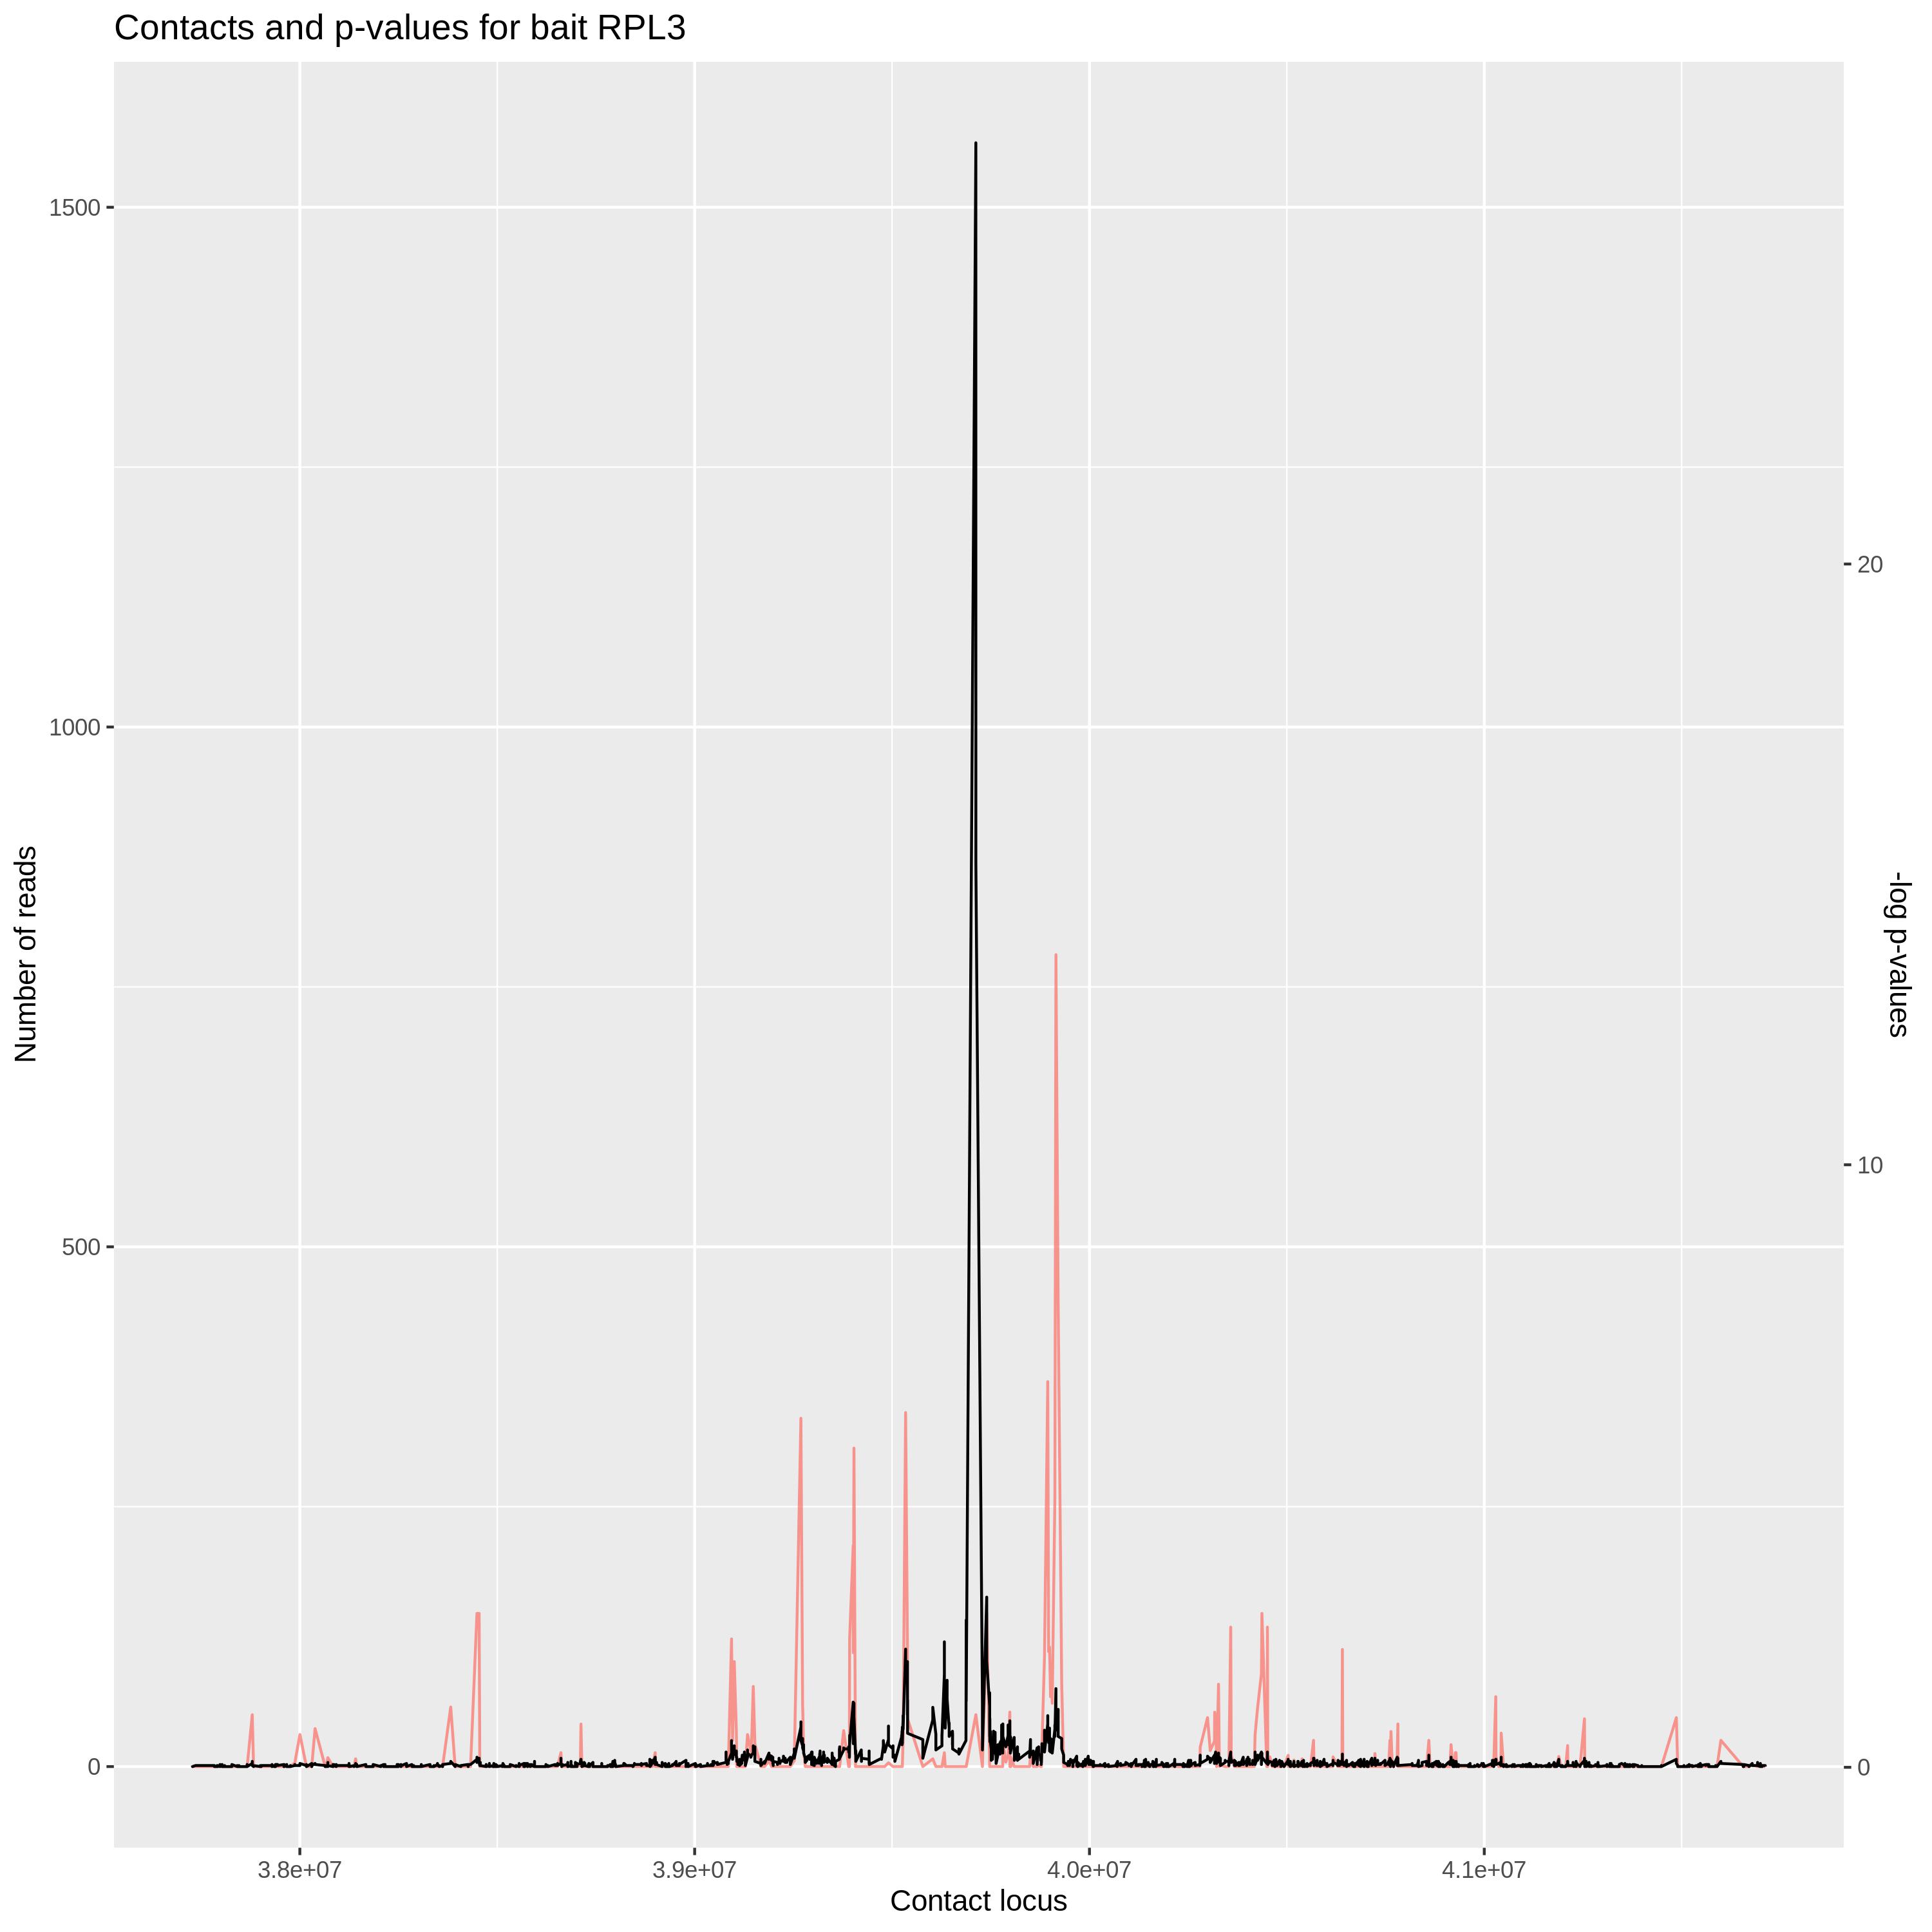 Contacts and p-values for bait RPL3
1500
1000
500
0
20
10
0
Number of reads
-log p-values
3.8e+07 3.9e+07 4.0e+07 4.1e+07
Contact locus